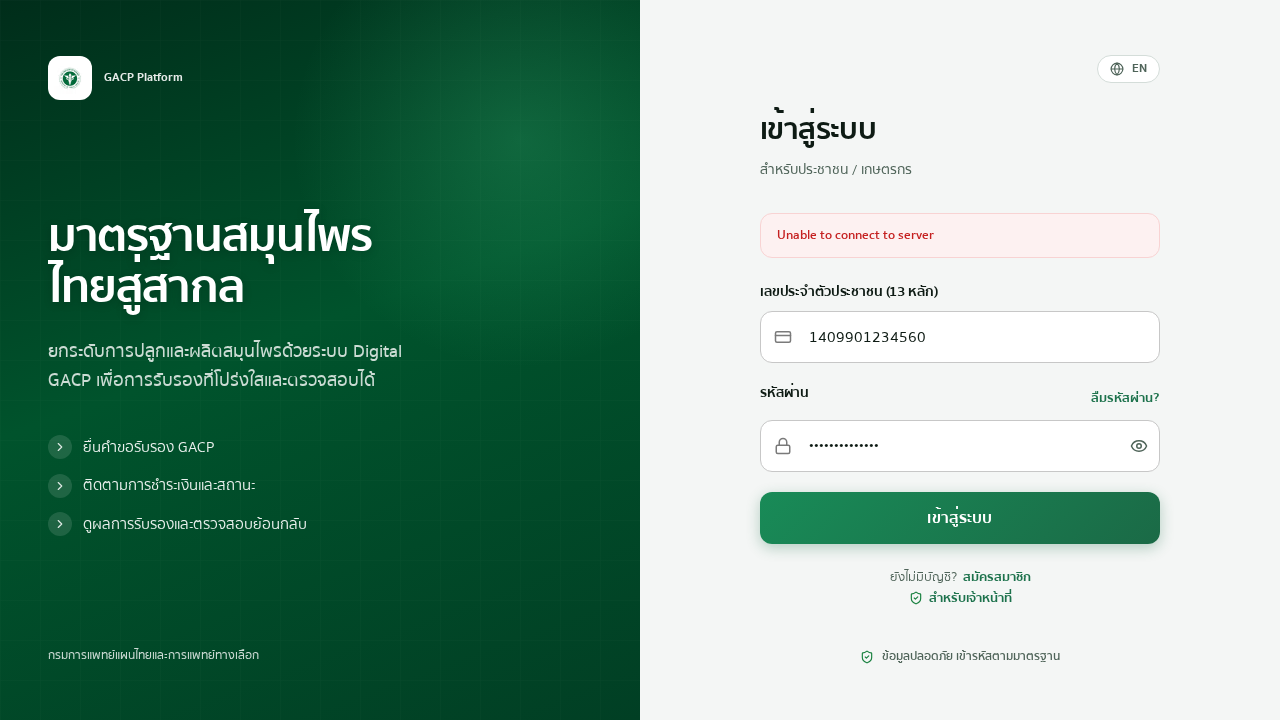 GACP Platform
มาตรฐานสมุนไพร
ไทยสู่สากล
ยกระดับการปลูกและผลิตสมุนไพรด้วยระบบ Digital
GACP เพื่อการรับรองที่โปร่งใสและตรวจสอบได้
ยื่นคำขอรับรอง GACP
ติดตามการชำระเงินและสถานะ
ดูผลการรับรองและตรวจสอบย้อนกลับ
กรมการแพทย์แผนไทยและการแพทย์ทางเลือก
EN
เข้าสู่ระบบ
สำหรับประชาชน / เกษตรกร
Unable to connect to server
เลขประจำตัวประชาชน (13 หลัก)
1409901234560
รหัสผ่าน
ลืมรหัสผ่าน?
••••••••••••••
เข้าสู่ระบบ
ยังไม่มีบัญชี? สมัครสมาชิก
สำหรับเจ้าหน้าที่
ข้อมูลปลอดภัย เข้ารหัสตามมาตรฐาน